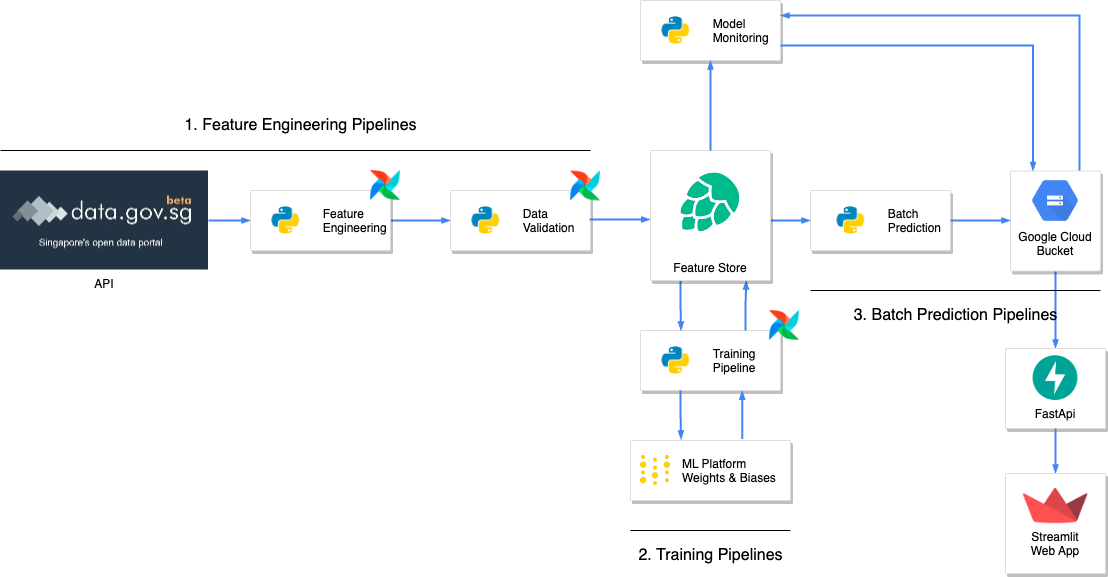 Model
Monitoring
1. Feature Engineering Pipelines
beta
data.gov.sg
Singapore's open data portal
API
Feature
Engineering
Data
Validation
Feature Store
Batch
Prediction
Google Cloud
Bucket
3. Batch Prediction Pipelines
Training
Pipeline
FastApi
ML Platform
Weights & Biases
2. Training Pipelines
Streamlit
Web App